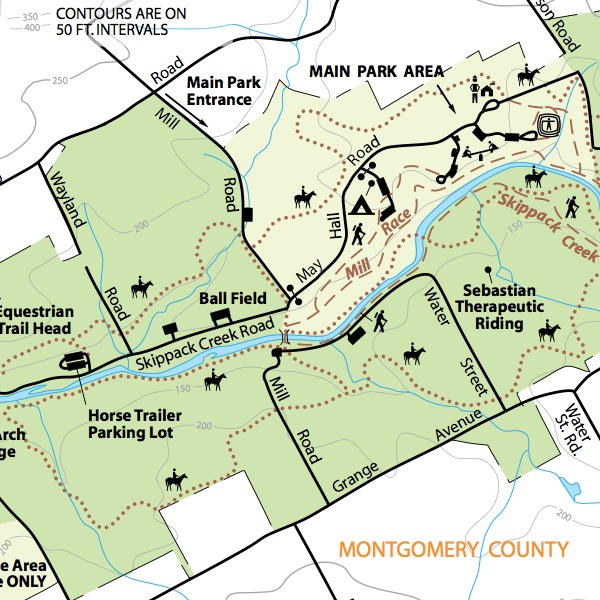 350
400
CONTOURS ARE ON
50 FT. INTERVALS
son Road
250
Road
Main Park
Entrance
MAIN PARK AREA
Mill
Road
Wayland
Road
200
Road
Hall
May
Mill Race
150
Skippack Creek
Equestrian
Trail Head
Ball Field
Skippack Creek Road
Sebastian
Therapeutic
Riding
Water
Street
150
200
Horse Trailer
Parking Lot
Arch
ge
Mill
Road
Grange
Avenue
Water
St. Rd.
200
200
e Area
e ONLY
MONTGOMERY COUNTY